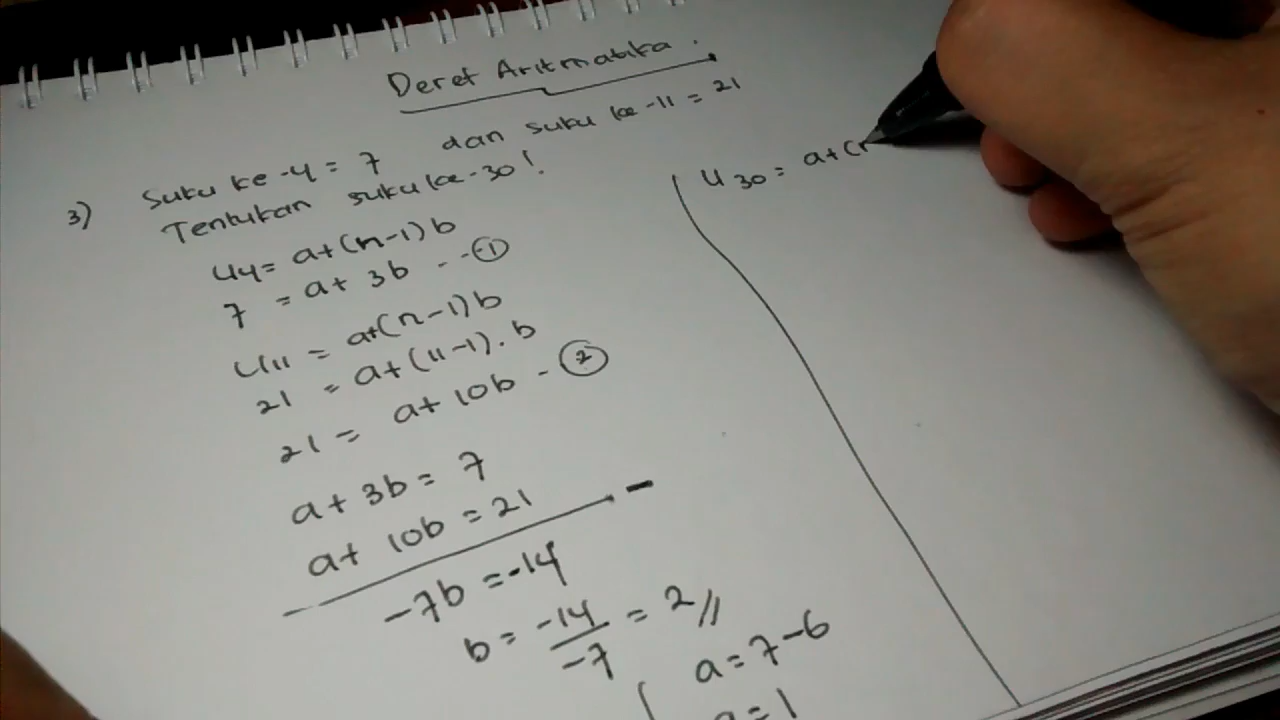 Deret Aritmatika.
3) Suku ke-4 = 7 dan suku ke-11 = 21
Tentukan suku ke-30!
U4 = a+(n-1)b
7 = a+ 3b - - ①
U11 = a+(n-1)b
21 = a+(11-1).b
21 = a+ 10b - ②
a+ 3b = 7
a+ 10b = 21 -
-7b = -14
b = -14/-7 = 2 //
a = 7-6
a = 1
U30 = a+(n